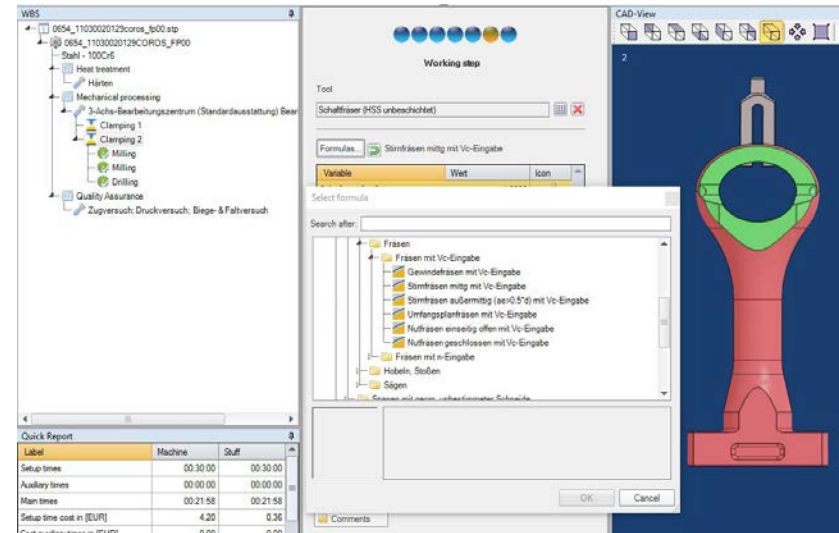 WBS
0654_11030020129coros_fp00.stp
0654_11030020129COROS_FP00
Stahl - 100Cr6
Heat treatment
Härten
Mechanical processing
3-Achs-Bearbeitungszentrum (Standardausstattung) Bear
Clamping 1
Clamping 2
Milling
Milling
Drilling
Quality Assurance
Zugversuch; Druckversuch; Biege- & Faltversuch
Quick Report
Label Machine Stuff
Setup times 00:30:00 00:30:00
Auxiliary times 00:00:00 00:00:00
Main times 00:21:58 00:21:58
Setup time cost in [EUR] 4,20 0,36
Working step
Tool
Schaftfräser (HSS unbeschichtet)
Formulas... Stirnfräsen mittg mit Vc-Eingabe
Variable Wert Icon
Select formula
Search after:
Fräsen
Fräsen mit Vc-Eingabe
Gewindefräsen mit Vc-Eingabe
Stirnfräsen mittg mit Vc-Eingabe
Stirnfräsen außermittig (ae>0.5*d) mit Vc-Eingabe
Umfangsplanfräsen mit Vc-Eingabe
Nutfräsen einseitig offen mit Vc-Eingabe
Nutfräsen geschlossen mit Vc-Eingabe
Fräsen mit n-Eingabe
Hobeln, Stoßen
Sägen
OK Cancel
Comments
CAD-View
2